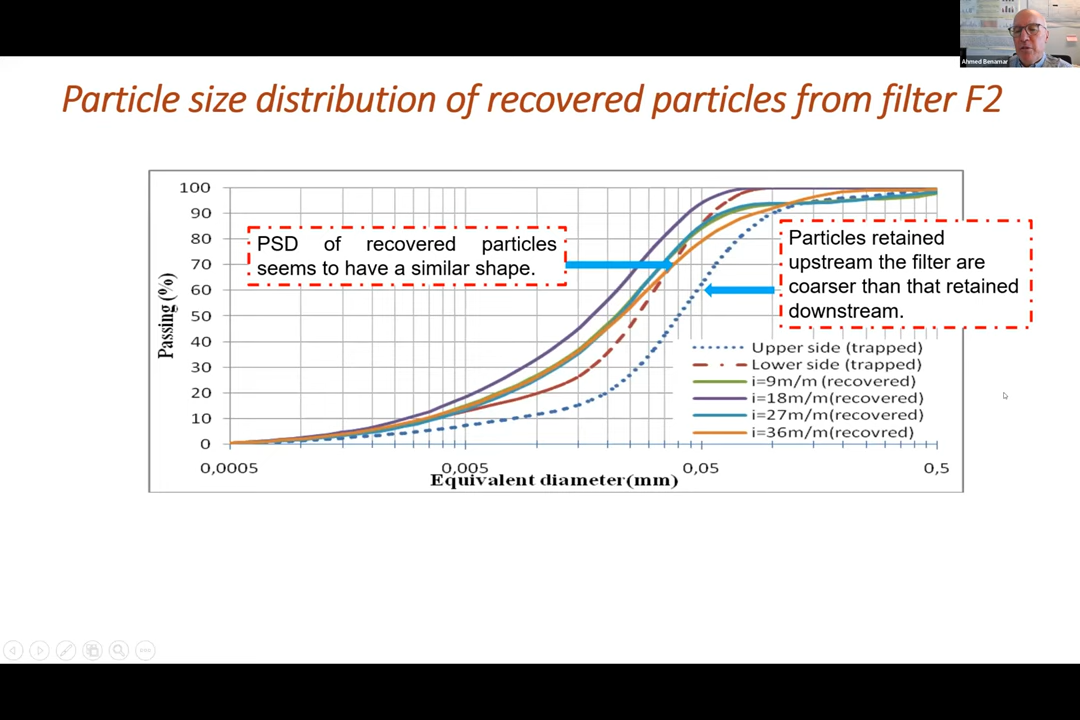 Ahmed Benamar
Particle size distribution of recovered particles from filter F2
100
90
80
70
60
50
40
30
20
10
0
Passing (%)
PSD of recovered particles
seems to have a similar shape.
Particles retained
upstream the filter are
coarser than that retained
downstream.
Upper side (trapped)
Lower side (trapped)
i=9m/m (recovered)
i=18m/m(recovered)
i=27m/m(recovered)
i=36m/m(recovred)
0,0005
0,005
0,05
0,5
Equivalent diameter(mm)